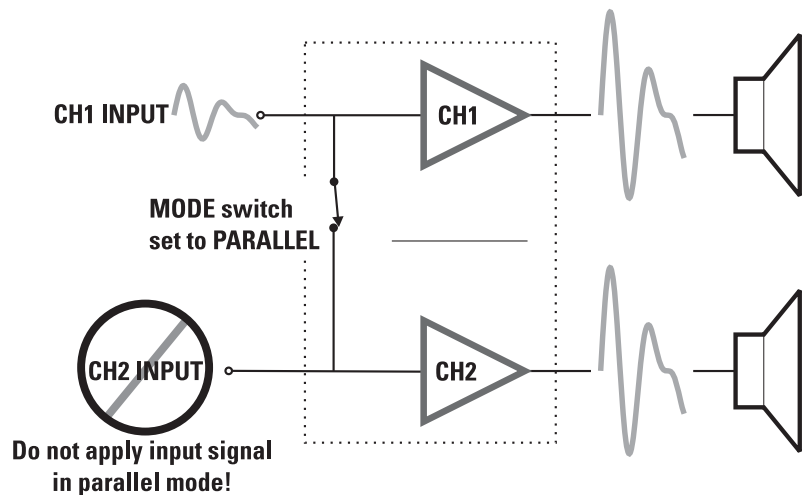 CH1 INPUT
CH1
MODE switch
set to PARALLEL
CH2 INPUT
CH2
Do not apply input signal
in parallel mode!